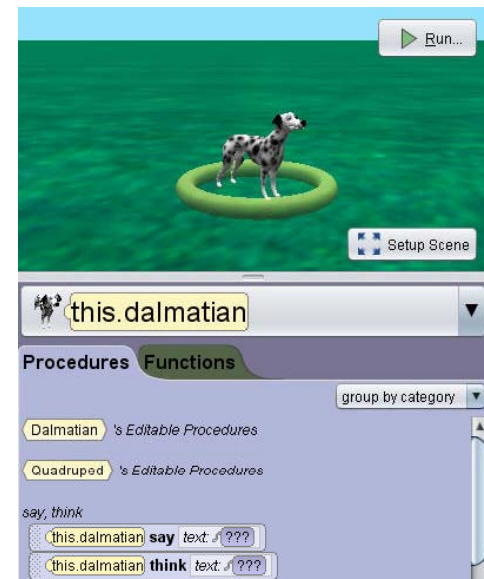 Run...
Setup Scene
this.dalmatian
Procedures Functions
group by category
Dalmatian 's Editable Procedures
Quadruped 's Editable Procedures
say, think
this.dalmatian say text: ???
this.dalmatian think text: ???